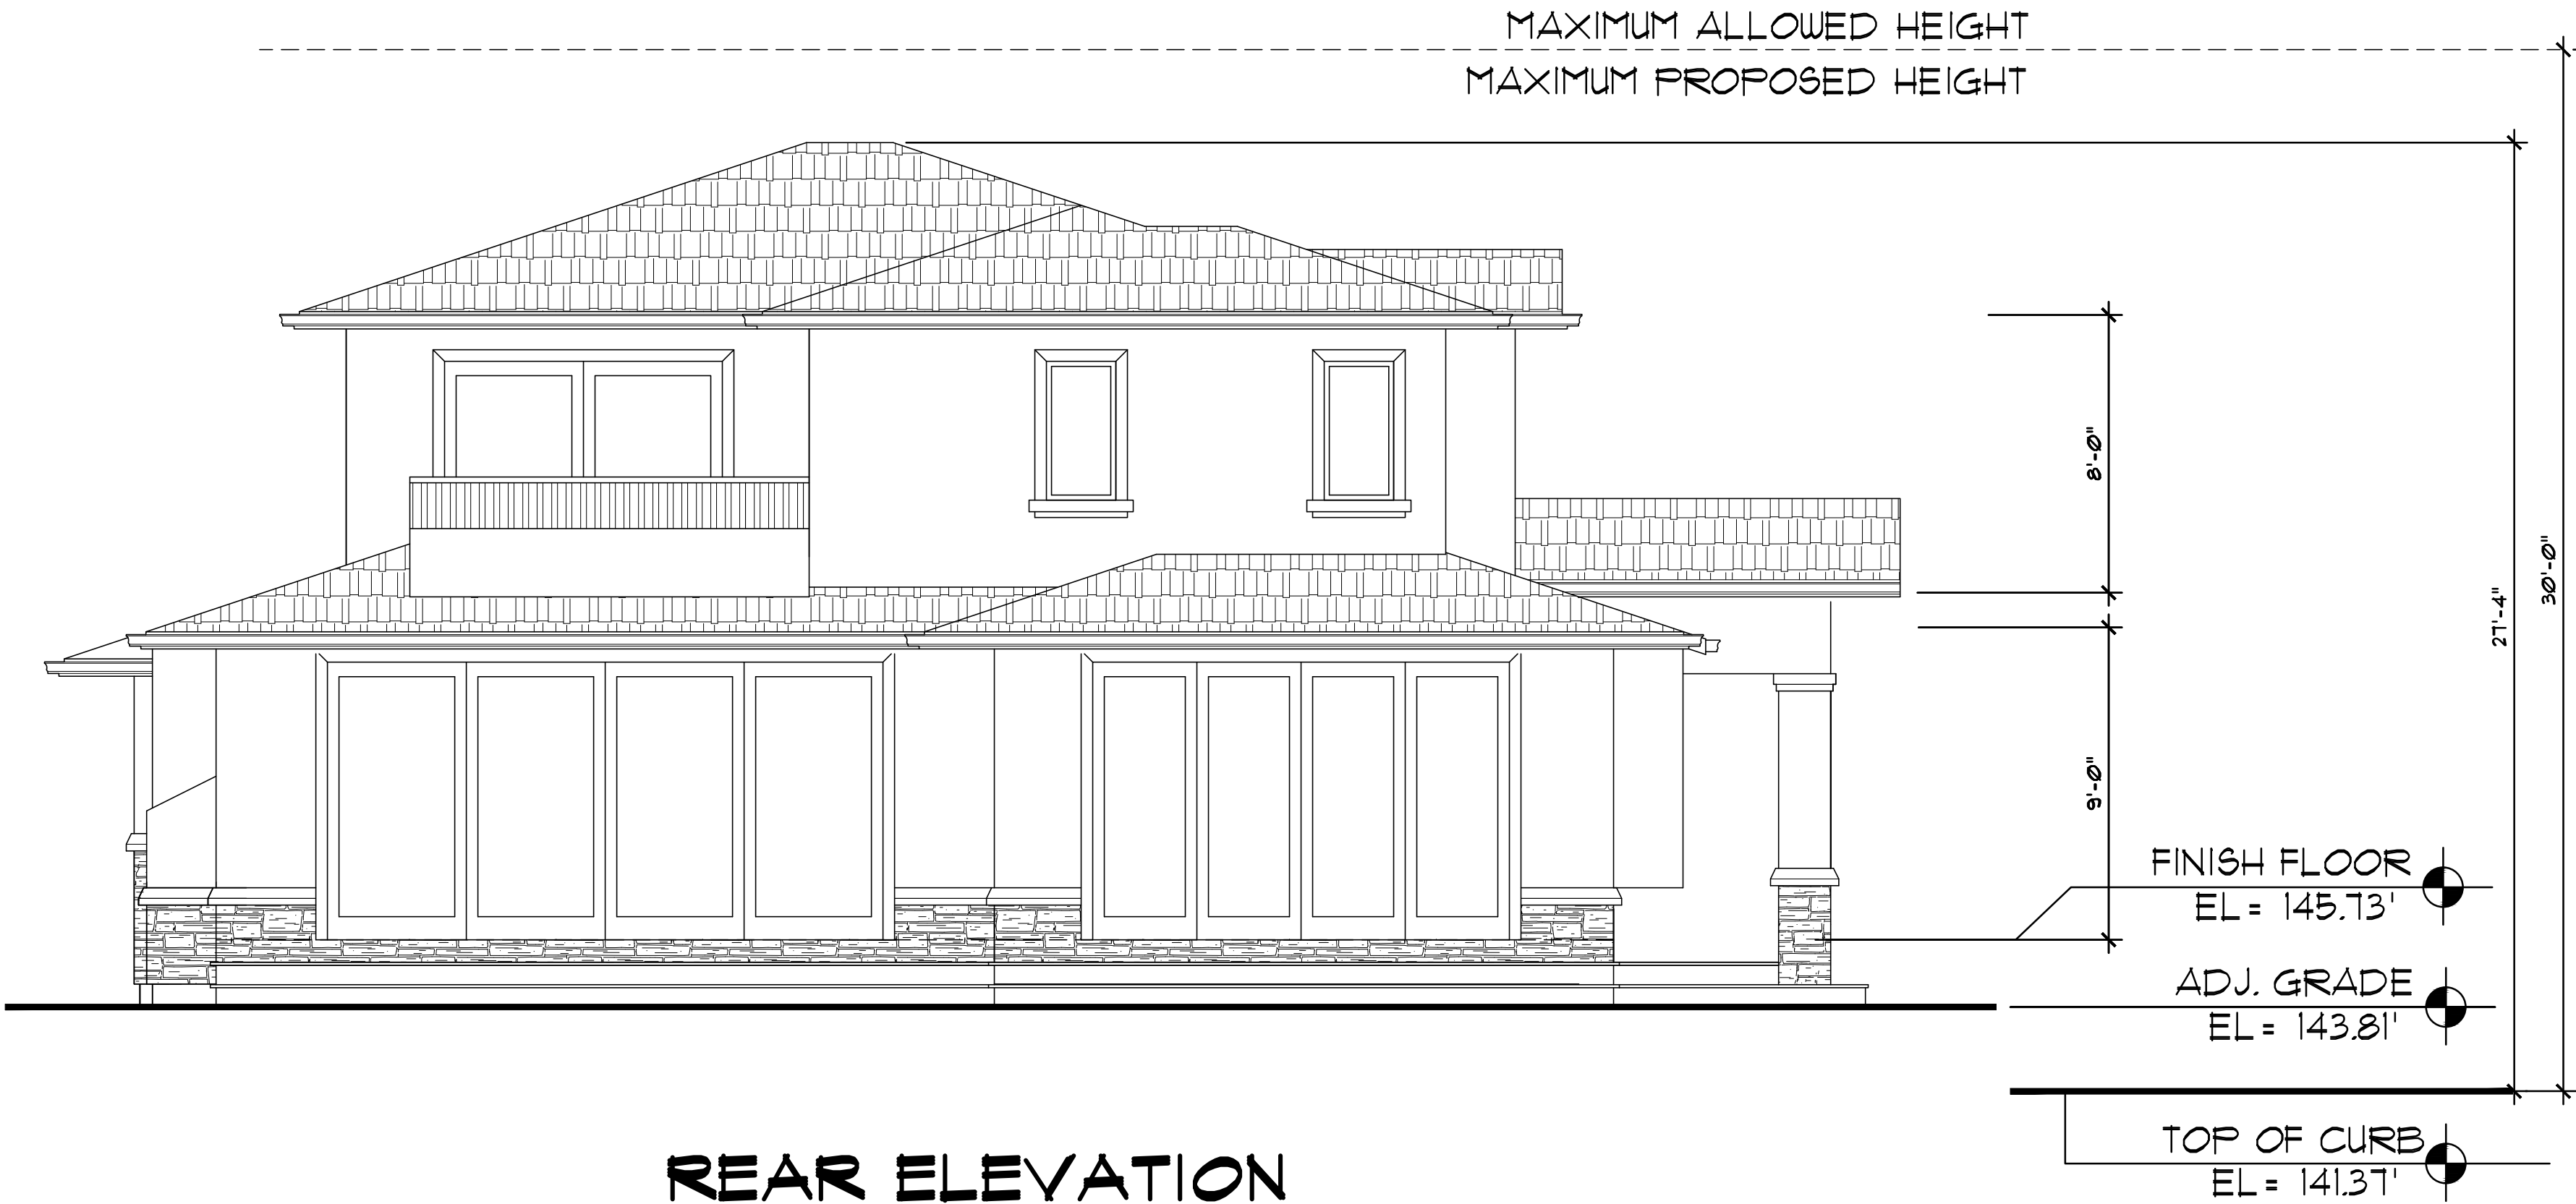 MAXIMUM ALLOWED HEIGHT
MAXIMUM PROPOSED HEIGHT
8'-0"
30'-0"
27'-4"
9'-0"
FINISH FLOOR
EL = 145.73'
ADJ. GRADE
EL = 143.81'
TOP OF CURB
EL = 141.37'
REAR ELEVATION